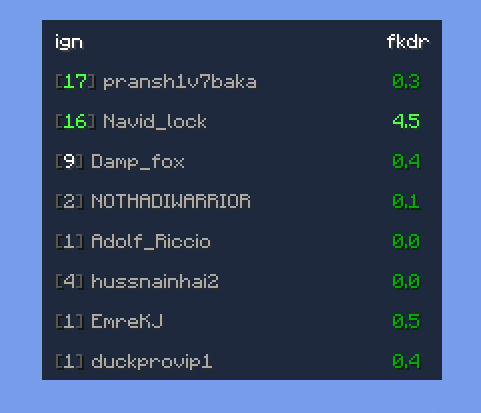 ign fkdr
[17] pransh1v7baka 0.3
[16] Navid_lock 4.5
[9] Damp_fox 0.4
[2] NOTHADIWARRIOR 0.1
[1] Adolf_Riccio 0.0
[4] hussnainhai2 0.0
[1] EmreKJ 0.5
[1] duckprovip1 0.4